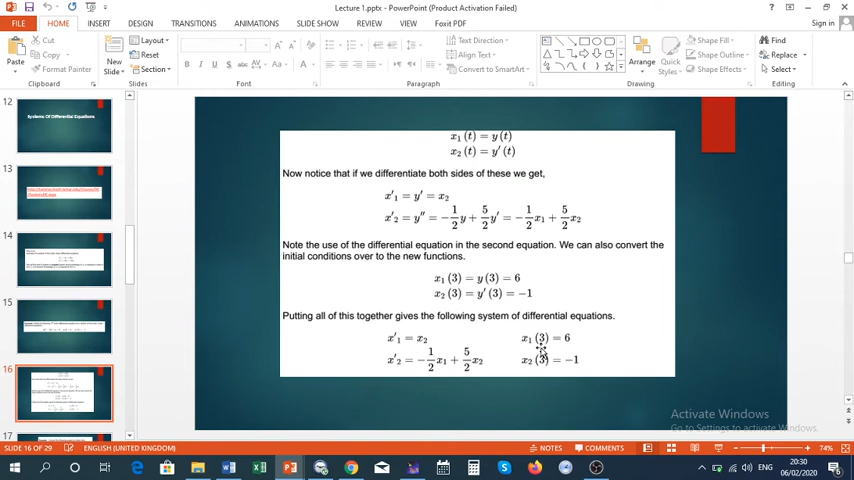 Lecture 1.pptx - PowerPoint (Product Activation Failed)
FILE HOME INSERT DESIGN TRANSITIONS ANIMATIONS SLIDE SHOW REVIEW VIEW Foxit PDF
Sign in
Cut
Copy
Format Painter
Paste
Clipboard
New
Slide
Layout
Reset
Section
Slides
Font
Text Direction
Align Text
Convert to SmartArt
Paragraph
Arrange
Quick
Styles
Shape Fill
Shape Outline
Shape Effects
Drawing
Find
Replace
Select
Editing
12
Systems Of Differential Equations
13
14
15
16
17
x₁ (t) = y (t)
x₂ (t) = y′ (t)
Now notice that if we differentiate both sides of these we get,
x′₁ = y′ = x₂
x′₂ = y″ = −1/2 y + 5/2 y′ = −1/2 x₁ + 5/2 x₂
Note the use of the differential equation in the second equation. We can also convert the
initial conditions over to the new functions.
x₁ (3) = y (3) = 6
x₂ (3) = y′ (3) = −1
Putting all of this together gives the following system of differential equations.
x′₁ = x₂ x₁ (3) = 6
x′₂ = −1/2 x₁ + 5/2 x₂ x₂ (3) = −1
Activate Windows
Go to Settings to activate Windows.
SLIDE 16 OF 29 ENGLISH (UNITED KINGDOM) NOTES COMMENTS 74%
ENG
20:30
06/02/2020